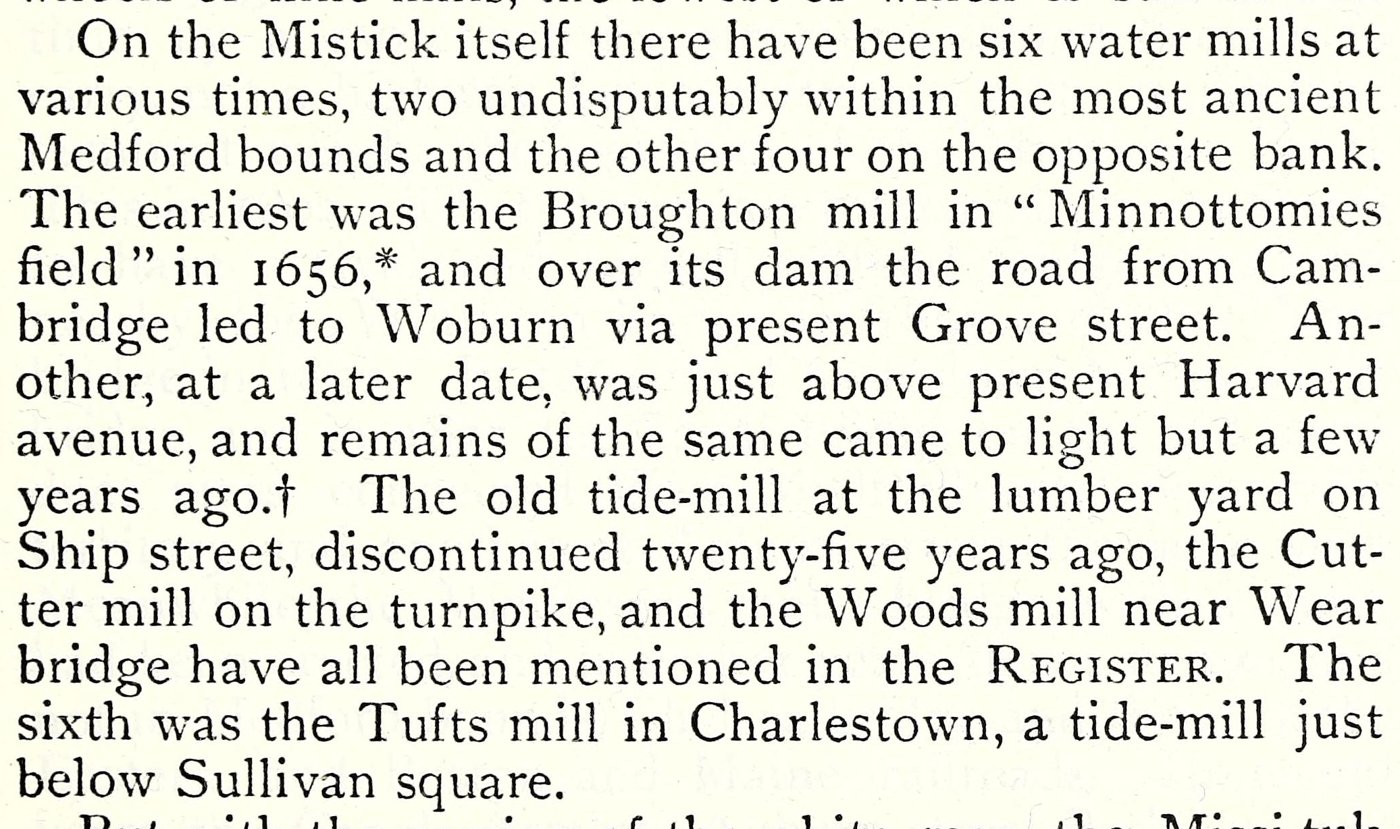 On the Mistick itself there have been six water mills at
various times, two undisputably within the most ancient
Medford bounds and the other four on the opposite bank.
The earliest was the Broughton mill in “ Minnottomies
field ” in 1656,* and over its dam the road from Cam-
bridge led to Woburn via present Grove street. An-
other, at a later date, was just above present Harvard
avenue, and remains of the same came to light but a few
years ago.† The old tide-mill at the lumber yard on
Ship street, discontinued twenty-five years ago, the Cut-
ter mill on the turnpike, and the Woods mill near Wear
bridge have all been mentioned in the REGISTER. The
sixth was the Tufts mill in Charlestown, a tide-mill just
below Sullivan square.